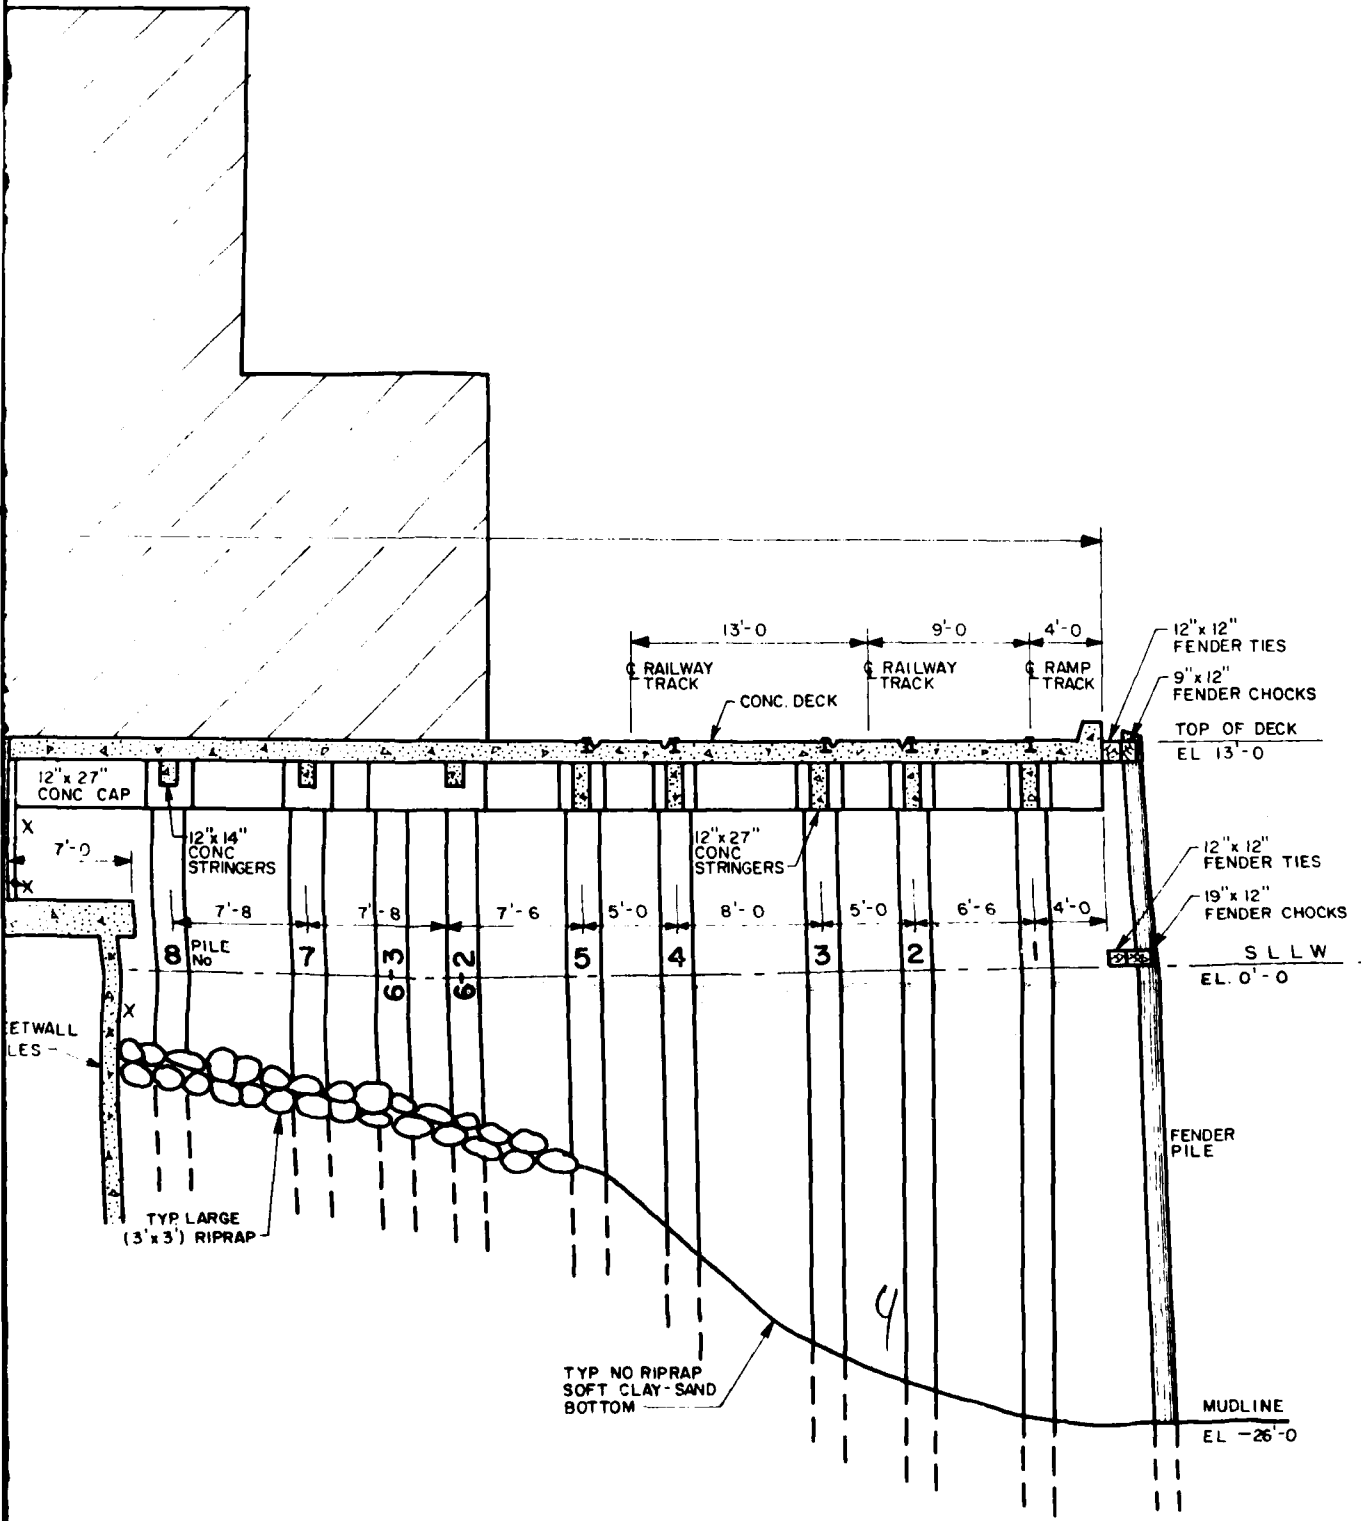 13'-0
9'-0
4'-0
12"x 12"
FENDER TIES
℄ RAILWAY
TRACK
℄ RAILWAY
TRACK
℄ RAMP
TRACK
9"x 12"
FENDER CHOCKS
CONC. DECK
TOP OF DECK
EL 13'-0
12"x 27"
CONC CAP
X
7'-0
X
12"x 14"
CONC
STRINGERS
12"x 27"
CONC
STRINGERS
12"x 12"
FENDER TIES
19"x 12"
FENDER CHOCKS
7'-8
7'-8
7'-6
5'-0
8'-0
5'-0
6'-6
4'-0
8
PILE
No
7
6-3
6-2
5
4
3
2
1
S L L W
EL. 0'-0
X
ETWALL
LES
TYP LARGE
(3'x3') RIPRAP
FENDER
PILE
4
TYP NO RIPRAP
SOFT CLAY-SAND
BOTTOM
MUDLINE
EL -26'-0